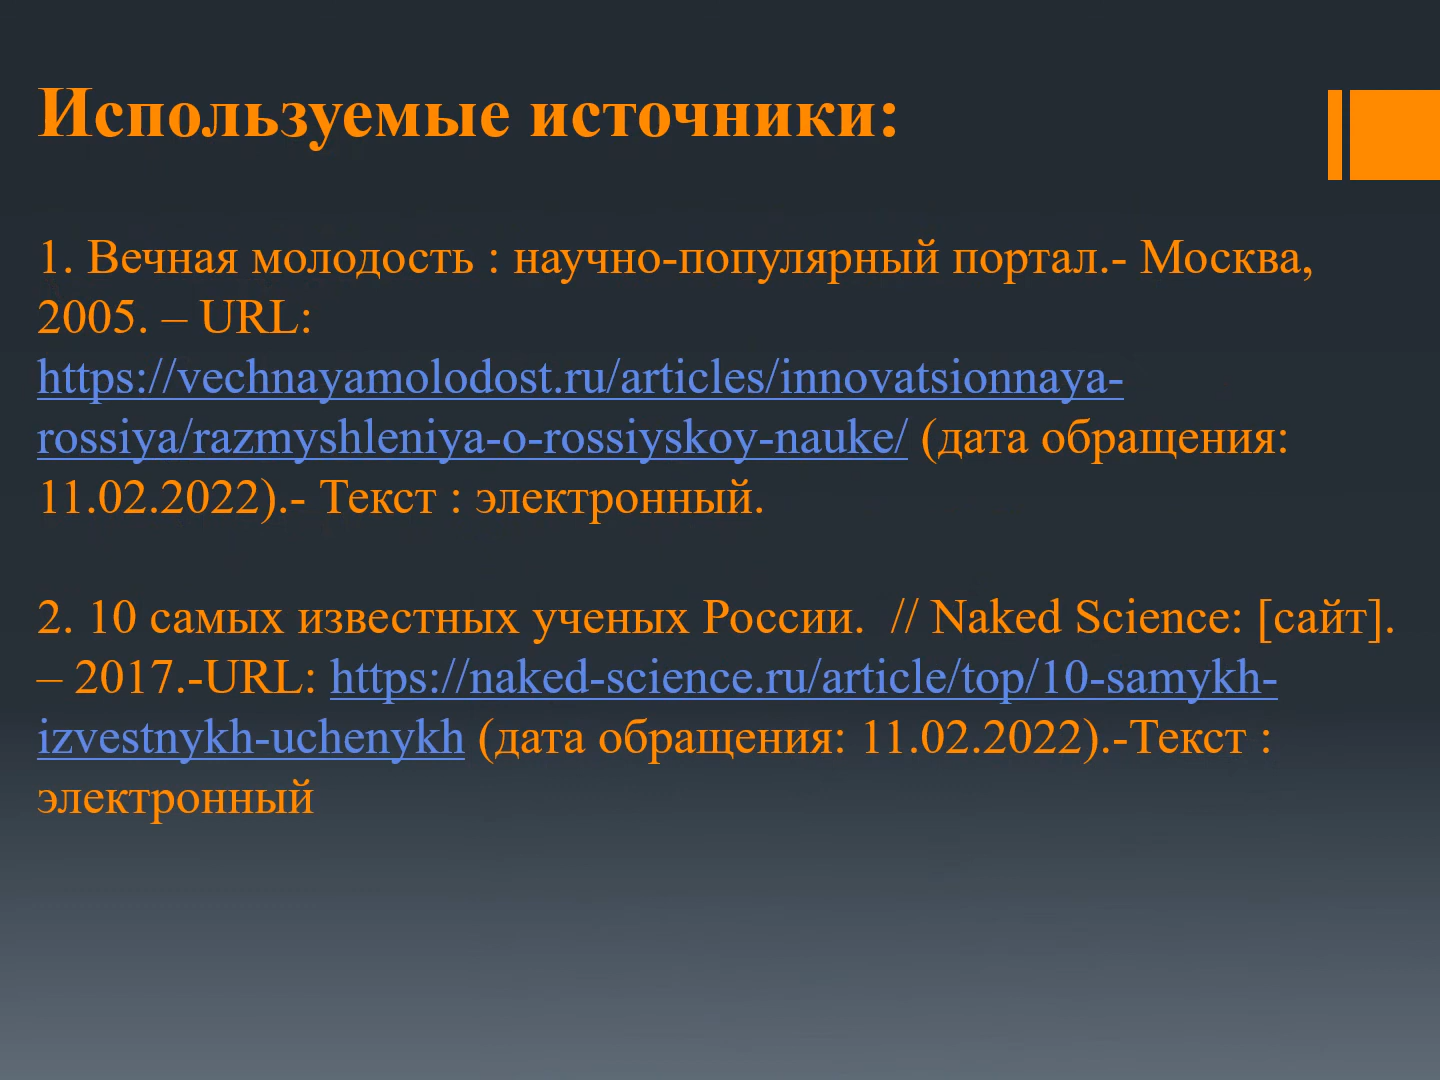 Используемые источники:
1. Вечная молодость : научно-популярный портал.- Москва,
2005. – URL:
https://vechnayamolodost.ru/articles/innovatsionnaya-
rossiya/razmyshleniya-o-rossiyskoy-nauke/ (дата обращения:
11.02.2022).- Текст : электронный.
2. 10 самых известных ученых России.  // Naked Science: [сайт].
– 2017.-URL: https://naked-science.ru/article/top/10-samykh-
izvestnykh-uchenykh (дата обращения: 11.02.2022).-Текст :
электронный